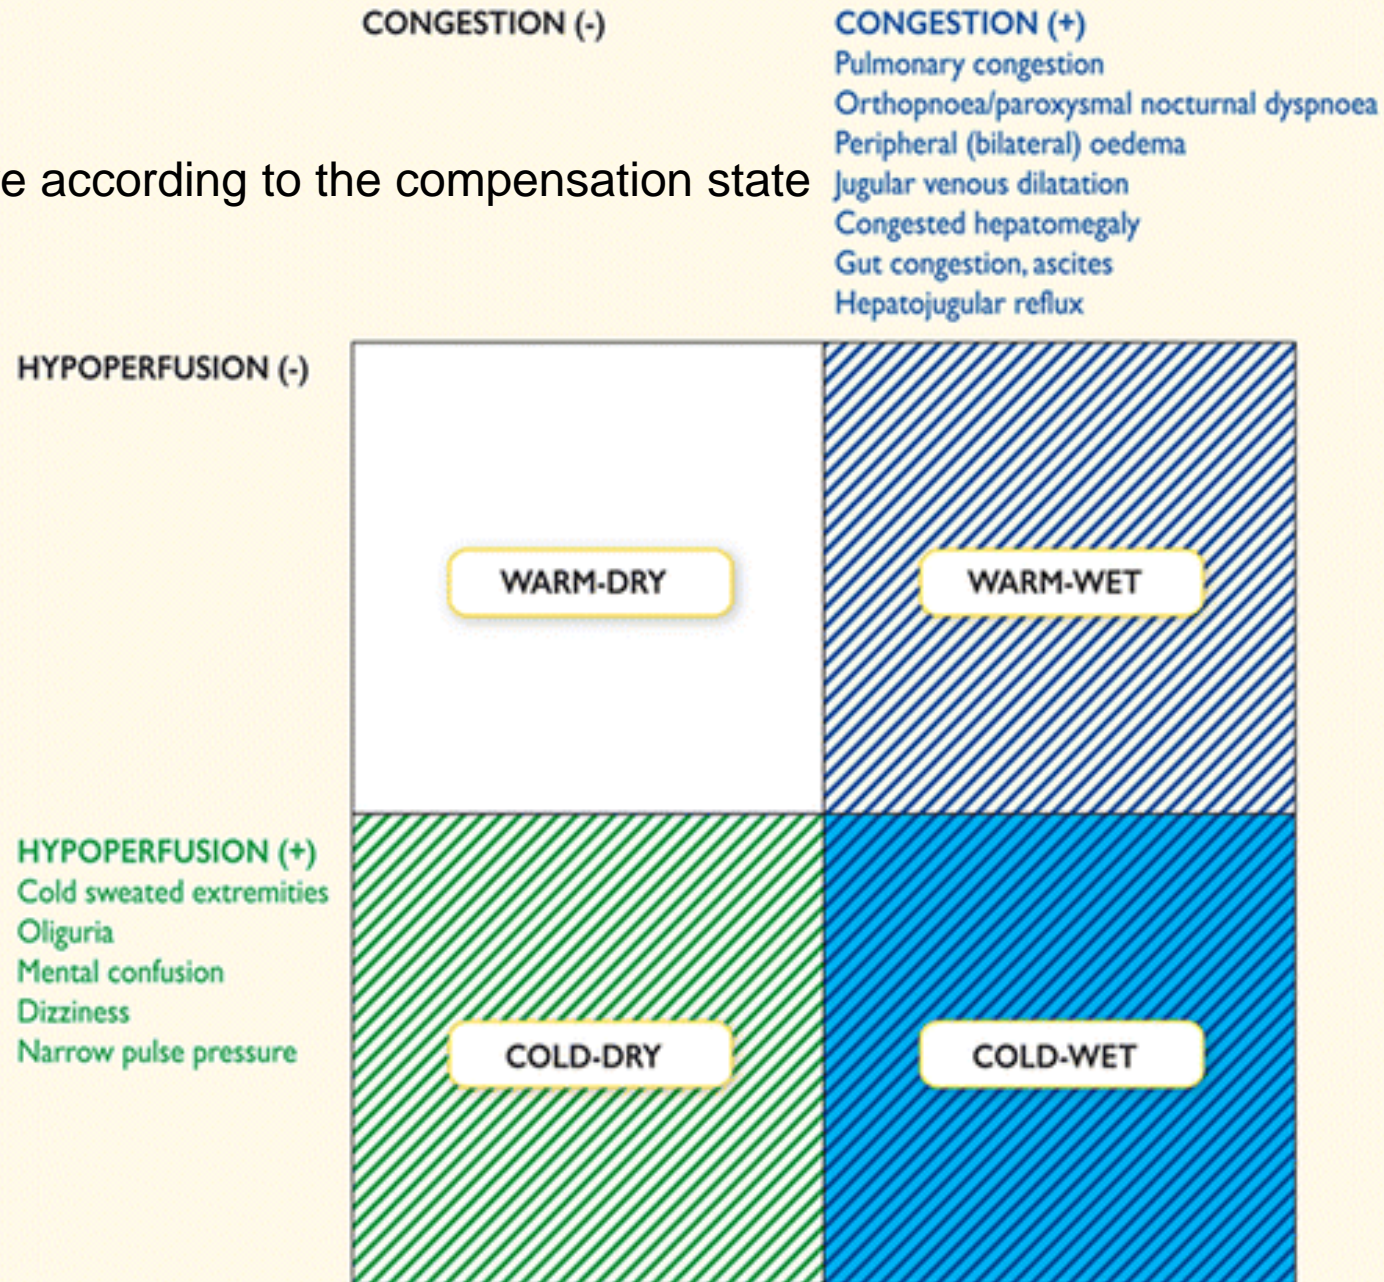 CONGESTION (-)
CONGESTION (+)
Pulmonary congestion
Orthopnoea/paroxysmal nocturnal dyspnoea
Peripheral (bilateral) oedema
e according to the compensation state
Jugular venous dilatation
Congested hepatomegaly
Gut congestion, ascites
Hepatojugular reflux
HYPOPERFUSION (-)
WARM-DRY
WARM-WET
HYPOPERFUSION (+)
Cold sweated extremities
Oliguria
Mental confusion
Dizziness
Narrow pulse pressure
COLD-DRY
COLD-WET